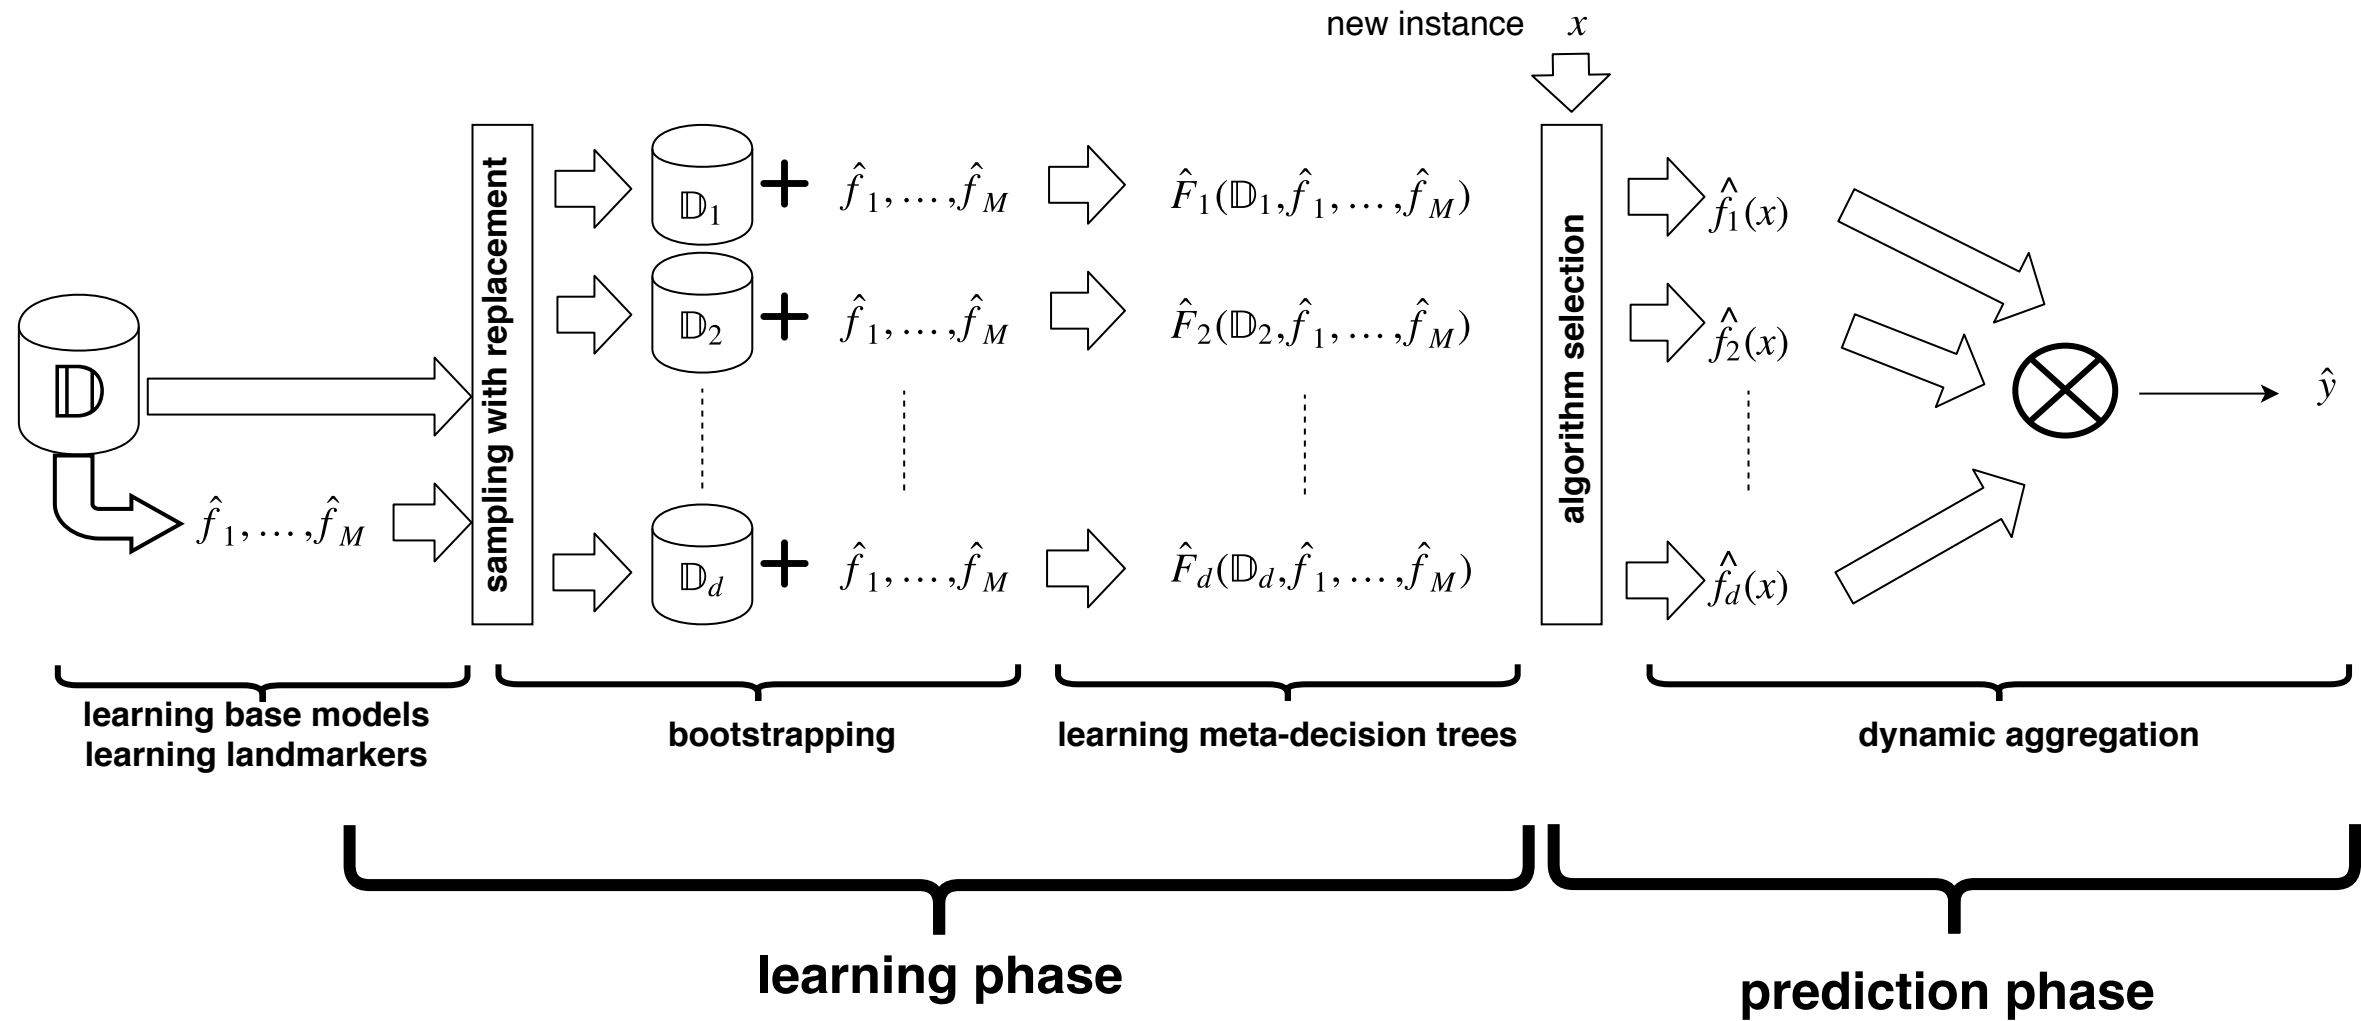 new instance x
sampling with replacement
𝔻
f̂ 1, … ,f̂ M
𝔻1 + f̂ 1, … ,f̂ M
F̂1(𝔻1,f̂ 1, … ,f̂ M)
𝔻2 + f̂ 1, … ,f̂ M
F̂2(𝔻2,f̂ 1, … ,f̂ M)
𝔻d + f̂ 1, … ,f̂ M
F̂d(𝔻d,f̂ 1, … ,f̂ M)
algorithm selection
f̂1(x)
f̂2(x)
f̂d(x)
ŷ
learning base models
learning landmarkers
bootstrapping
learning meta-decision trees
dynamic aggregation
learning phase
prediction phase